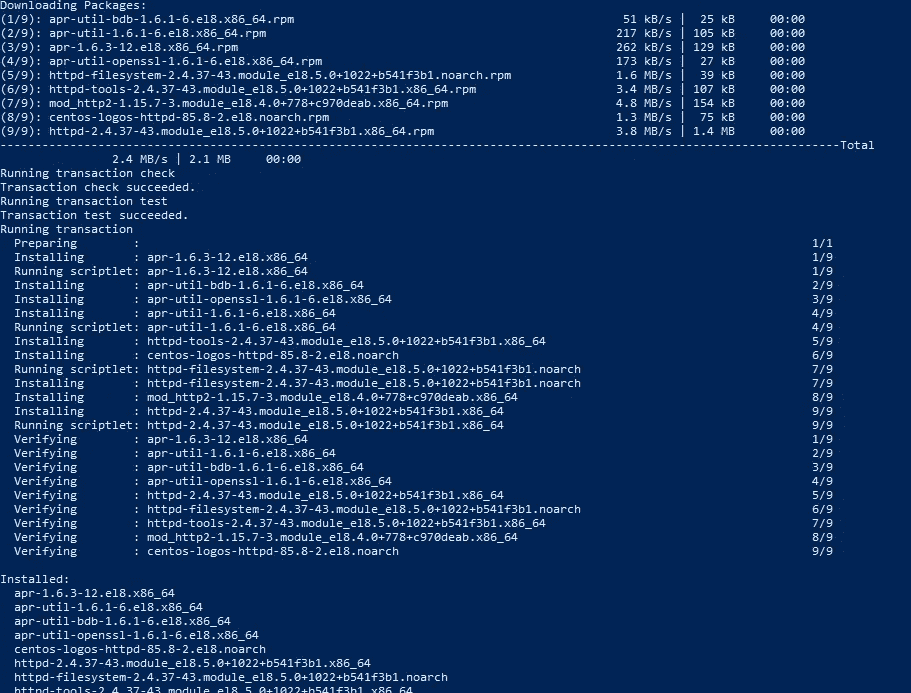 Downloading Packages:
(1/9): apr-util-bdb-1.6.1-6.el8.x86_64.rpm 51 kB/s | 25 kB 00:00
(2/9): apr-util-1.6.1-6.el8.x86_64.rpm 217 kB/s | 105 kB 00:00
(3/9): apr-1.6.3-12.el8.x86_64.rpm 262 kB/s | 129 kB 00:00
(4/9): apr-util-openssl-1.6.1-6.el8.x86_64.rpm 173 kB/s | 27 kB 00:00
(5/9): httpd-filesystem-2.4.37-43.module_el8.5.0+1022+b541f3b1.noarch.rpm 1.6 MB/s | 39 kB 00:00
(6/9): httpd-tools-2.4.37-43.module_el8.5.0+1022+b541f3b1.x86_64.rpm 3.4 MB/s | 107 kB 00:00
(7/9): mod_http2-1.15.7-3.module_el8.4.0+778+c970deab.x86_64.rpm 4.8 MB/s | 154 kB 00:00
(8/9): centos-logos-httpd-85.8-2.el8.noarch.rpm 1.3 MB/s | 75 kB 00:00
(9/9): httpd-2.4.37-43.module_el8.5.0+1022+b541f3b1.x86_64.rpm 3.8 MB/s | 1.4 MB 00:00
------------------------------------------------------------------------------------------------------------------------Total
2.4 MB/s | 2.1 MB 00:00
Running transaction check
Transaction check succeeded.
Running transaction test
Transaction test succeeded.
Running transaction
Preparing : 1/1
Installing : apr-1.6.3-12.el8.x86_64 1/9
Running scriptlet: apr-1.6.3-12.el8.x86_64 1/9
Installing : apr-util-bdb-1.6.1-6.el8.x86_64 2/9
Installing : apr-util-openssl-1.6.1-6.el8.x86_64 3/9
Installing : apr-util-1.6.1-6.el8.x86_64 4/9
Running scriptlet: apr-util-1.6.1-6.el8.x86_64 4/9
Installing : httpd-tools-2.4.37-43.module_el8.5.0+1022+b541f3b1.x86_64 5/9
Installing : centos-logos-httpd-85.8-2.el8.noarch 6/9
Running scriptlet: httpd-filesystem-2.4.37-43.module_el8.5.0+1022+b541f3b1.noarch 7/9
Installing : httpd-filesystem-2.4.37-43.module_el8.5.0+1022+b541f3b1.noarch 7/9
Installing : mod_http2-1.15.7-3.module_el8.4.0+778+c970deab.x86_64 8/9
Installing : httpd-2.4.37-43.module_el8.5.0+1022+b541f3b1.x86_64 9/9
Running scriptlet: httpd-2.4.37-43.module_el8.5.0+1022+b541f3b1.x86_64 9/9
Verifying : apr-1.6.3-12.el8.x86_64 1/9
Verifying : apr-util-1.6.1-6.el8.x86_64 2/9
Verifying : apr-util-bdb-1.6.1-6.el8.x86_64 3/9
Verifying : apr-util-openssl-1.6.1-6.el8.x86_64 4/9
Verifying : httpd-2.4.37-43.module_el8.5.0+1022+b541f3b1.x86_64 5/9
Verifying : httpd-filesystem-2.4.37-43.module_el8.5.0+1022+b541f3b1.noarch 6/9
Verifying : httpd-tools-2.4.37-43.module_el8.5.0+1022+b541f3b1.x86_64 7/9
Verifying : mod_http2-1.15.7-3.module_el8.4.0+778+c970deab.x86_64 8/9
Verifying : centos-logos-httpd-85.8-2.el8.noarch 9/9
Installed:
apr-1.6.3-12.el8.x86_64
apr-util-1.6.1-6.el8.x86_64
apr-util-bdb-1.6.1-6.el8.x86_64
apr-util-openssl-1.6.1-6.el8.x86_64
centos-logos-httpd-85.8-2.el8.noarch
httpd-2.4.37-43.module_el8.5.0+1022+b541f3b1.x86_64
httpd-filesystem-2.4.37-43.module_el8.5.0+1022+b541f3b1.noarch
httpd-tools-2.4.37-43.module_el8.5.0+1022+b541f3b1.x86_64